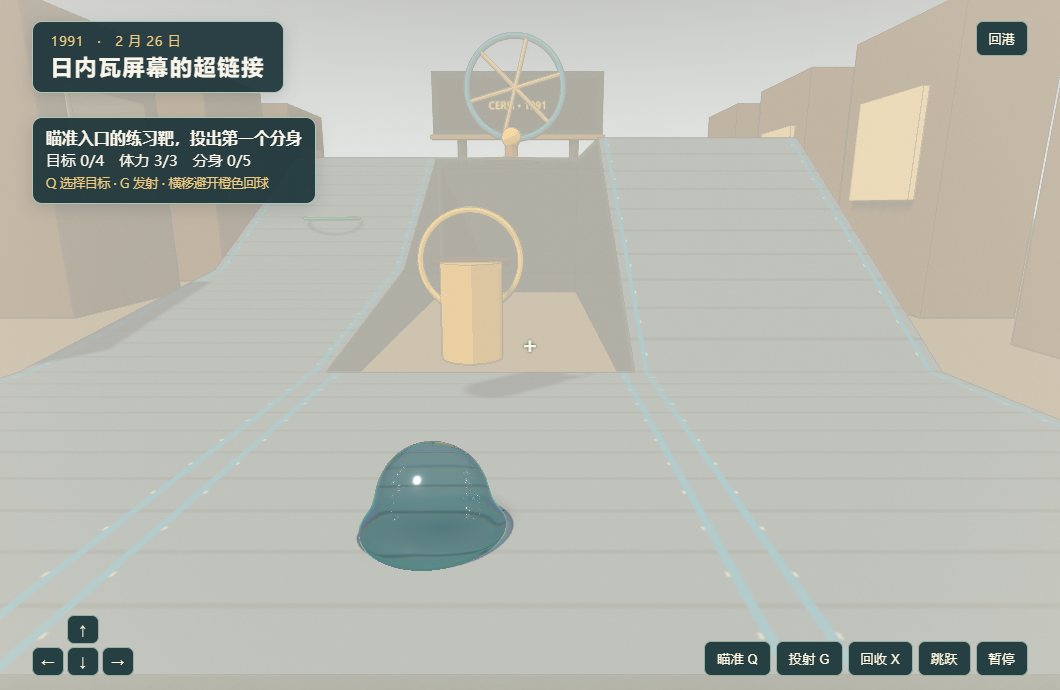 1991 · 2 月 26 日
日内瓦屏幕的超链接
回港
CERN · 1991
瞄准入口的练习靶，投出第一个分身
目标 0/4 体力 3/3 分身 0/5
Q 选择目标 · G 发射 · 横移避开橙色回球
↑
← ↓ →
瞄准 Q 投射 G 回收 X 跳跃 暂停